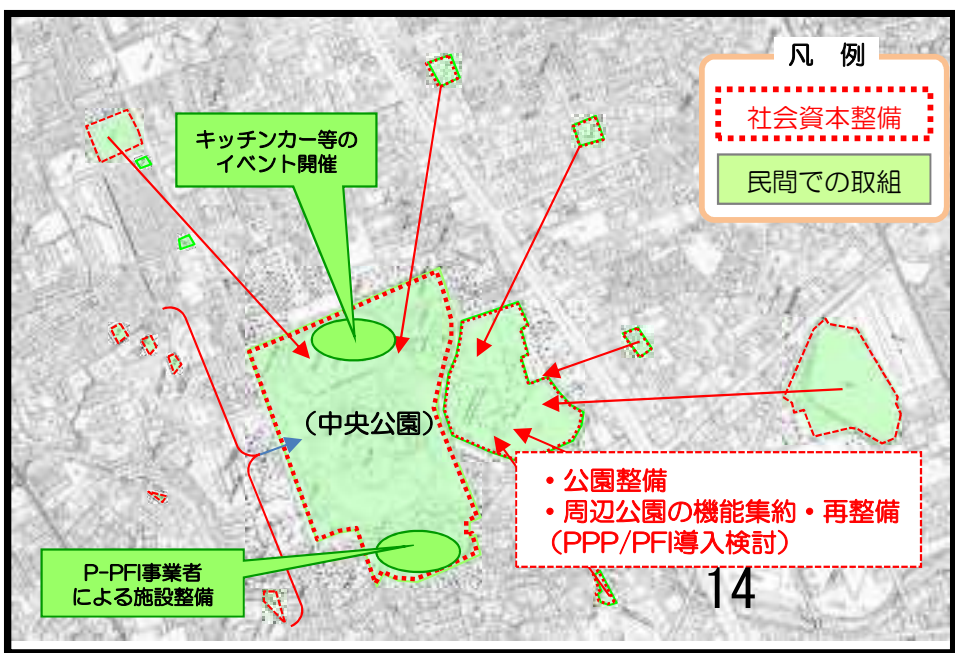 凡 例
社会資本整備
民間での取組
キッチンカー等の
イベント開催
(中央公園)
・公園整備
・周辺公園の機能集約・再整備
(PPP/PFI導入検討)
P-PFI事業者
による施設整備
14